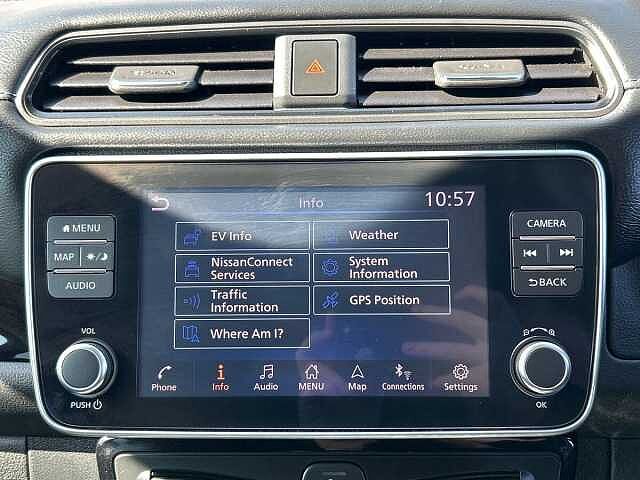 Info
10:57
EV Info
Weather
NissanConnect
Services
System
Information
Traffic
Information
GPS Position
Where Am I?
Phone
Info
Audio
MENU
Map
Connections
Settings
MENU
MAP
AUDIO
VOL
PUSH
CAMERA
BACK
OK